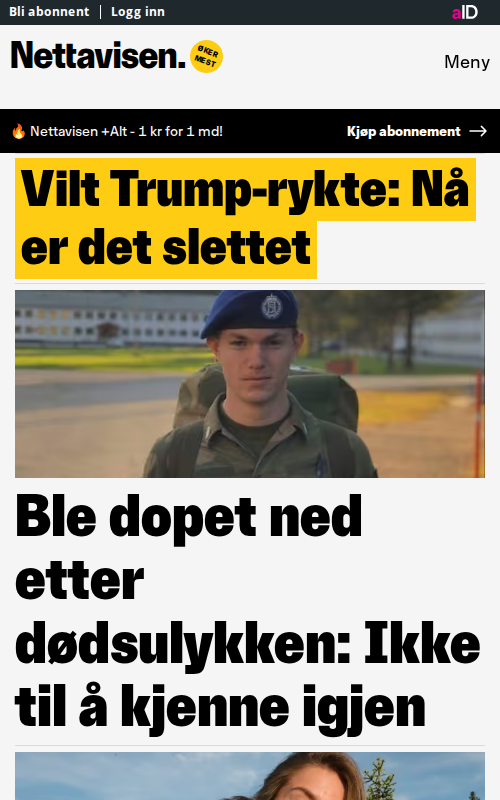 Bli abonnent | Logg inn
aID
Nettavisen.
ØKER
MEST
Meny
🔥 Nettavisen +Alt - 1 kr for 1 md!
Kjøp abonnement →
Vilt Trump-rykte: Nå
er det slettet
Ble dopet ned
etter
dødsulykken: Ikke
til å kjenne igjen